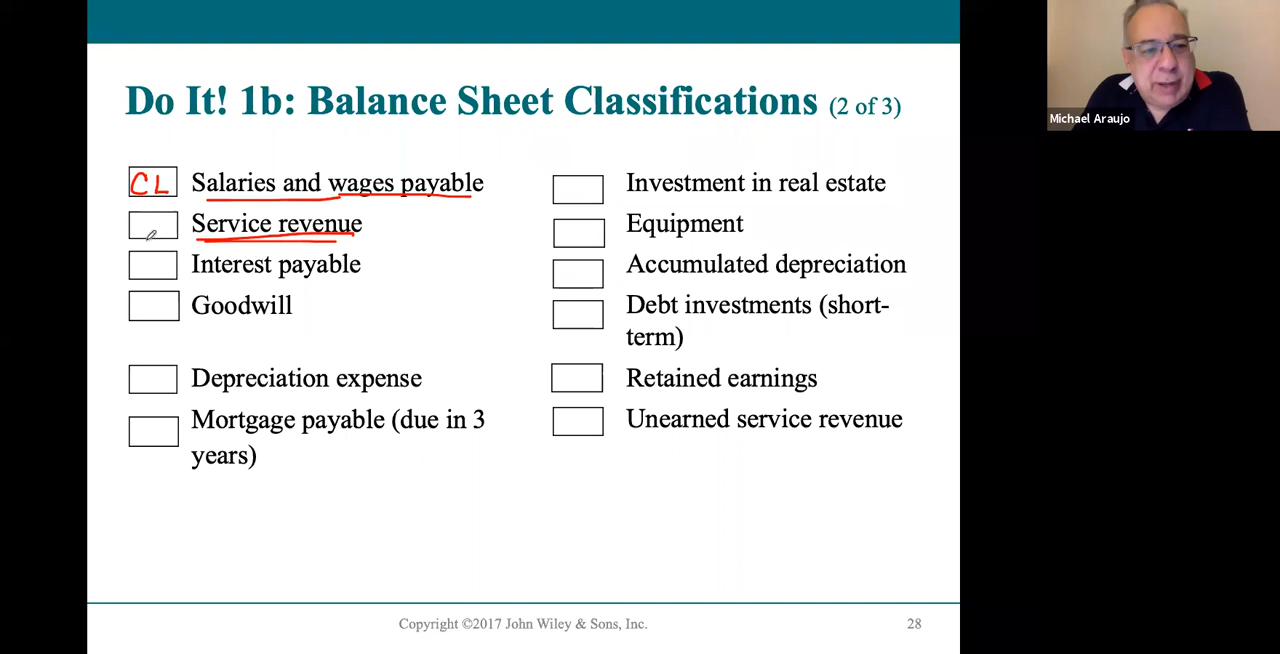 Do It! 1b: Balance Sheet Classifications (2 of 3)
CL Salaries and wages payable
Service revenue
Interest payable
Goodwill
Depreciation expense
Mortgage payable (due in 3
years)
Investment in real estate
Equipment
Accumulated depreciation
Debt investments (short-
term)
Retained earnings
Unearned service revenue
Copyright ©2017 John Wiley & Sons, Inc.
28
Michael Araujo